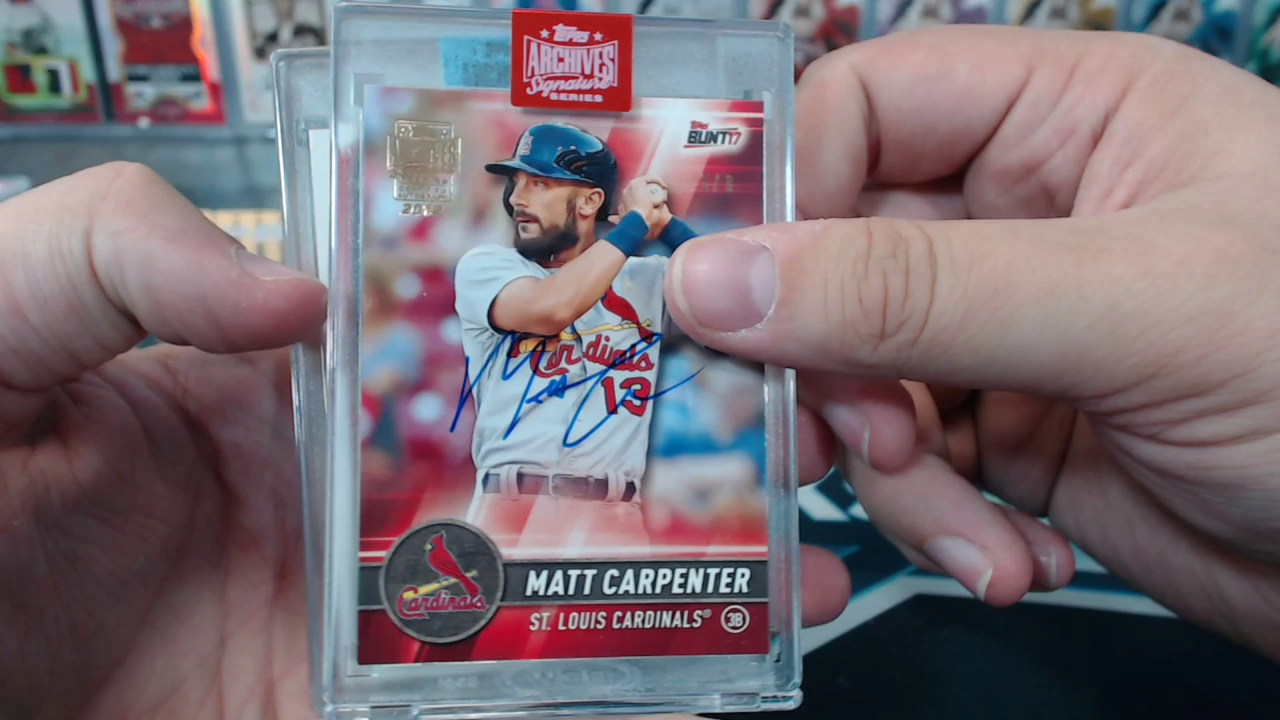 Topps
ARCHIVES
Signature
SERIES
Topps
BUNT17
Cardinals
13
Cardinals
MATT CARPENTER
ST. LOUIS CARDINALS® 3B